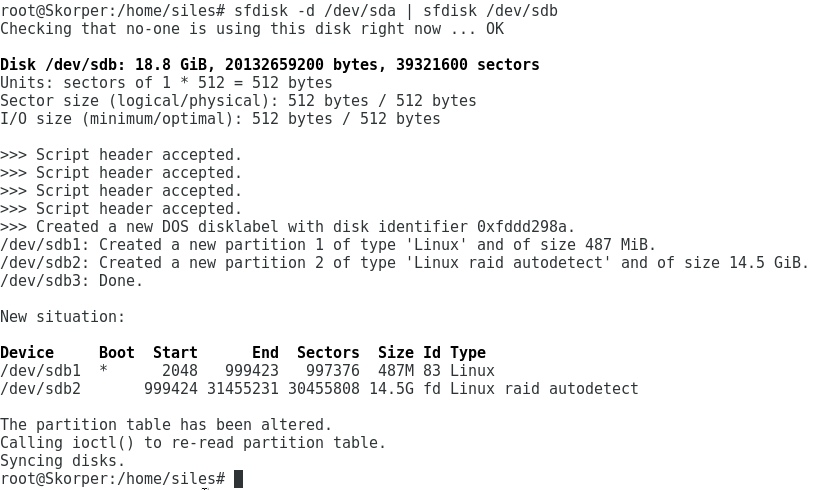 root@Skorper:/home/siles# sfdisk -d /dev/sda | sfdisk /dev/sdb
Checking that no-one is using this disk right now ... OK
Disk /dev/sdb: 18.8 GiB, 20132659200 bytes, 39321600 sectors
Units: sectors of 1 * 512 = 512 bytes
Sector size (logical/physical): 512 bytes / 512 bytes
I/O size (minimum/optimal): 512 bytes / 512 bytes
>>> Script header accepted.
>>> Script header accepted.
>>> Script header accepted.
>>> Script header accepted.
>>> Created a new DOS disklabel with disk identifier 0xfddd298a.
/dev/sdb1: Created a new partition 1 of type 'Linux' and of size 487 MiB.
/dev/sdb2: Created a new partition 2 of type 'Linux raid autodetect' and of size 14.5 GiB.
/dev/sdb3: Done.
New situation:
Device     Boot  Start      End  Sectors  Size Id Type
/dev/sdb1  *      2048   999423   997376  487M 83 Linux
/dev/sdb2       999424 31455231 30455808 14.5G fd Linux raid autodetect
The partition table has been altered.
Calling ioctl() to re-read partition table.
Syncing disks.
root@Skorper:/home/siles#